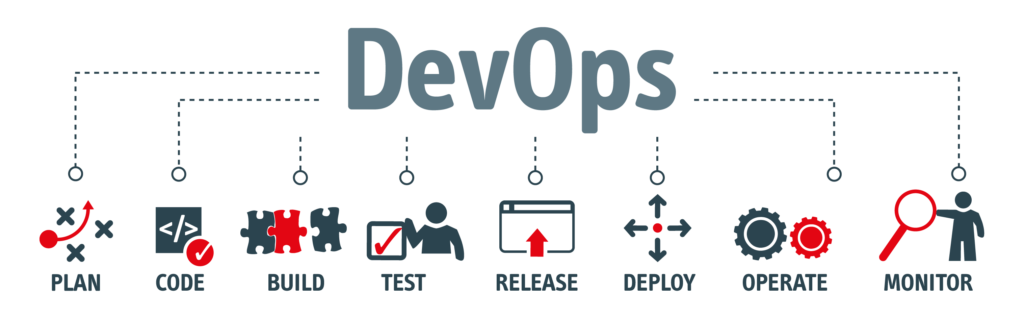 DevOps
</>
PLAN
CODE
BUILD
TEST
RELEASE
DEPLOY
OPERATE
MONITOR